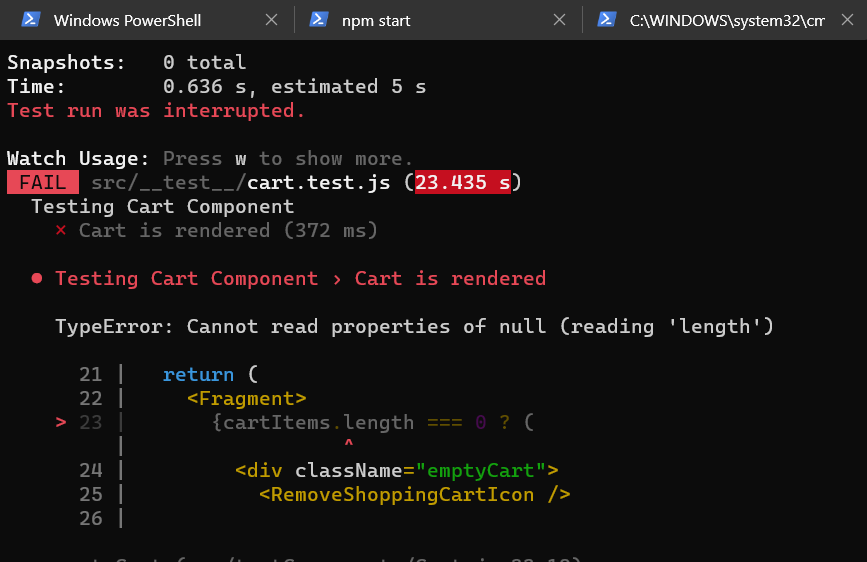 Windows PowerShell
npm start
C:\WINDOWS\system32\cm
Snapshots:   0 total
Time:        0.636 s, estimated 5 s
Test run was interrupted.
Watch Usage: Press w to show more.
FAIL src/__test__/cart.test.js (23.435 s)
Testing Cart Component
× Cart is rendered (372 ms)
● Testing Cart Component › Cart is rendered
TypeError: Cannot read properties of null (reading 'length')
21 |   return (
22 |     <Fragment>
> 23 |       {cartItems.length === 0 ? (
|                   ^
24 |         <div className="emptyCart">
25 |           <RemoveShoppingCartIcon />
26 |